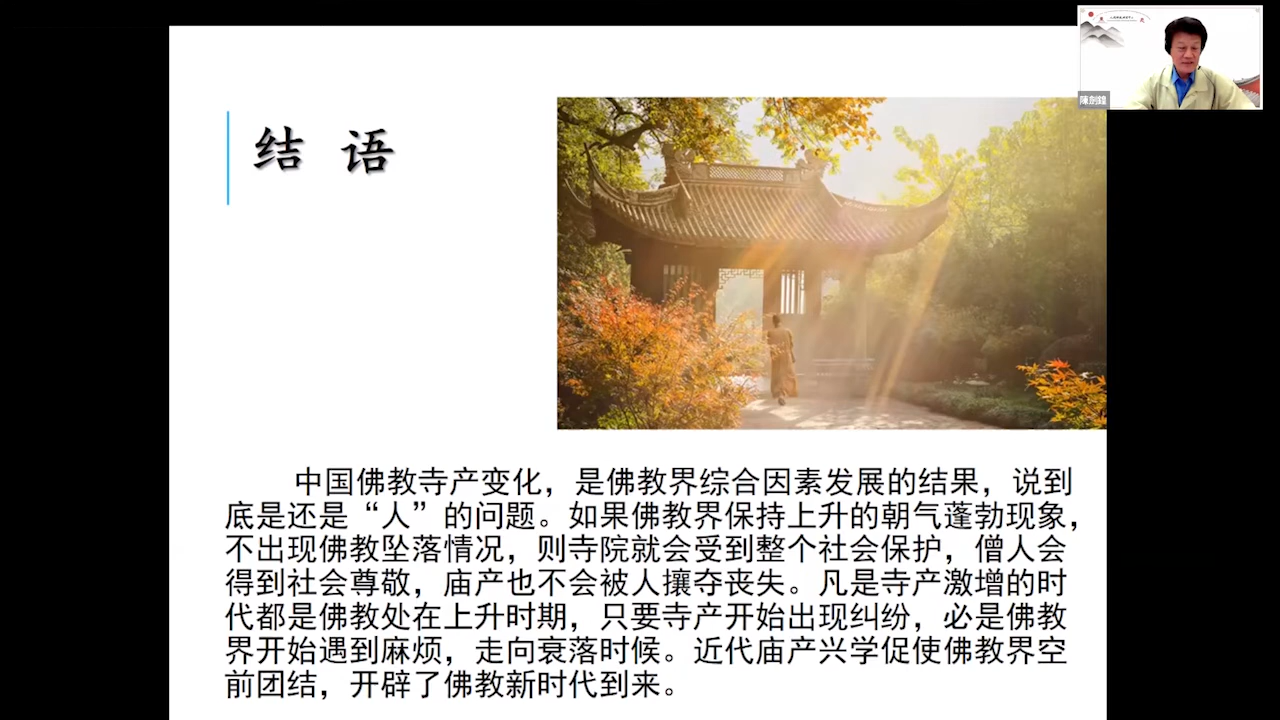 结 语
中国佛教寺产变化，是佛教界综合因素发展的结果，说到
底是还是“人”的问题。如果佛教界保持上升的朝气蓬勃现象，
不出现佛教坠落情况，则寺院就会受到整个社会保护，僧人会
得到社会尊敬，庙产也不会被人攘夺丧失。凡是寺产激增的时
代都是佛教处在上升时期，只要寺产开始出现纠纷，必是佛教
界开始遇到麻烦，走向衰落时候。近代庙产兴学促使佛教界空
前团结，开辟了佛教新时代到来。